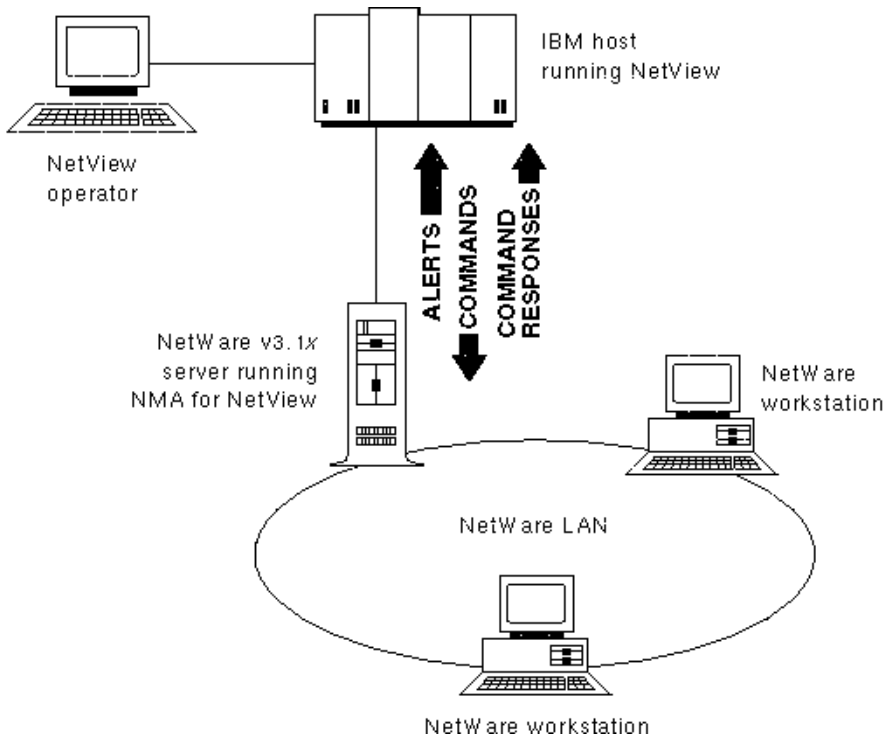 IBM host
running NetView
NetView
operator
ALERTS
COMMANDS
COMMAND
RESPONSES
NetWare v3.1x
server running
NMA for NetView
NetWare
workstation
NetWare LAN
NetWare workstation